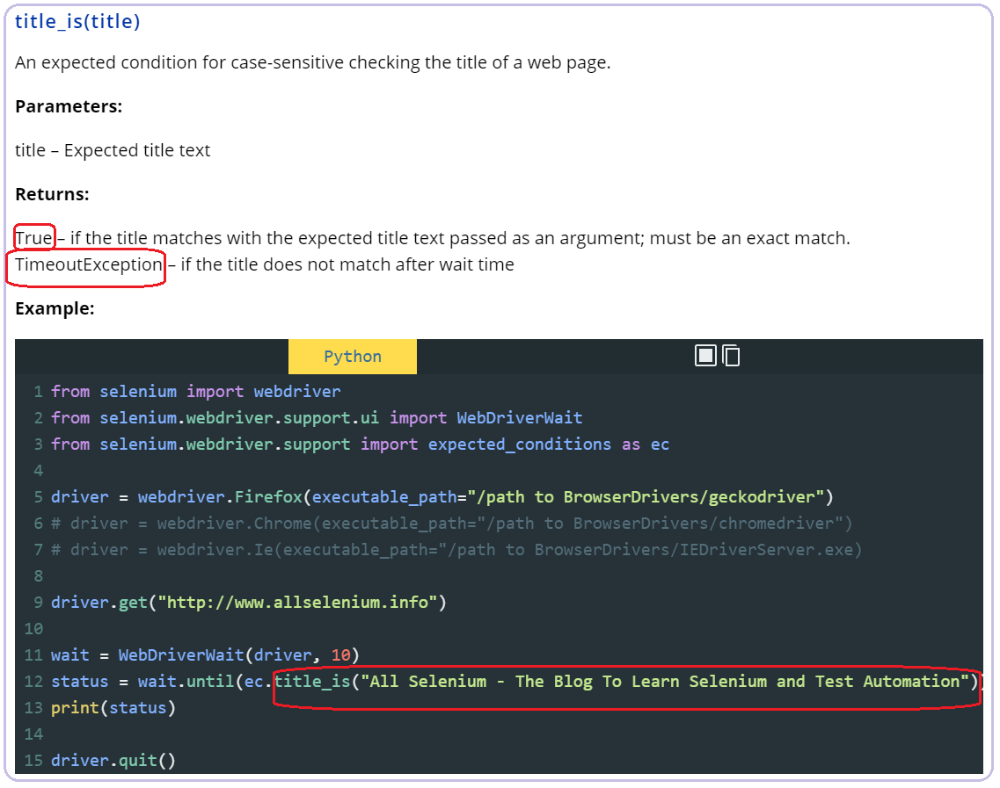 title_is(title)
An expected condition for case-sensitive checking the title of a web page.
Parameters:
title – Expected title text
Returns:
True – if the title matches with the expected title text passed as an argument; must be an exact match.
TimeoutException – if the title does not match after wait time
Example:
Python
1 from selenium import webdriver
2 from selenium.webdriver.support.ui import WebDriverWait
3 from selenium.webdriver.support import expected_conditions as ec
4
5 driver = webdriver.Firefox(executable_path="/path to BrowserDrivers/geckodriver")
6 # driver = webdriver.Chrome(executable_path="/path to BrowserDrivers/chromedriver")
7 # driver = webdriver.Ie(executable_path="/path to BrowserDrivers/IEDriverServer.exe)
8
9 driver.get("http://www.allselenium.info")
10
11 wait = WebDriverWait(driver, 10)
12 status = wait.until(ec.title_is("All Selenium - The Blog To Learn Selenium and Test Automation"))
13 print(status)
14
15 driver.quit()